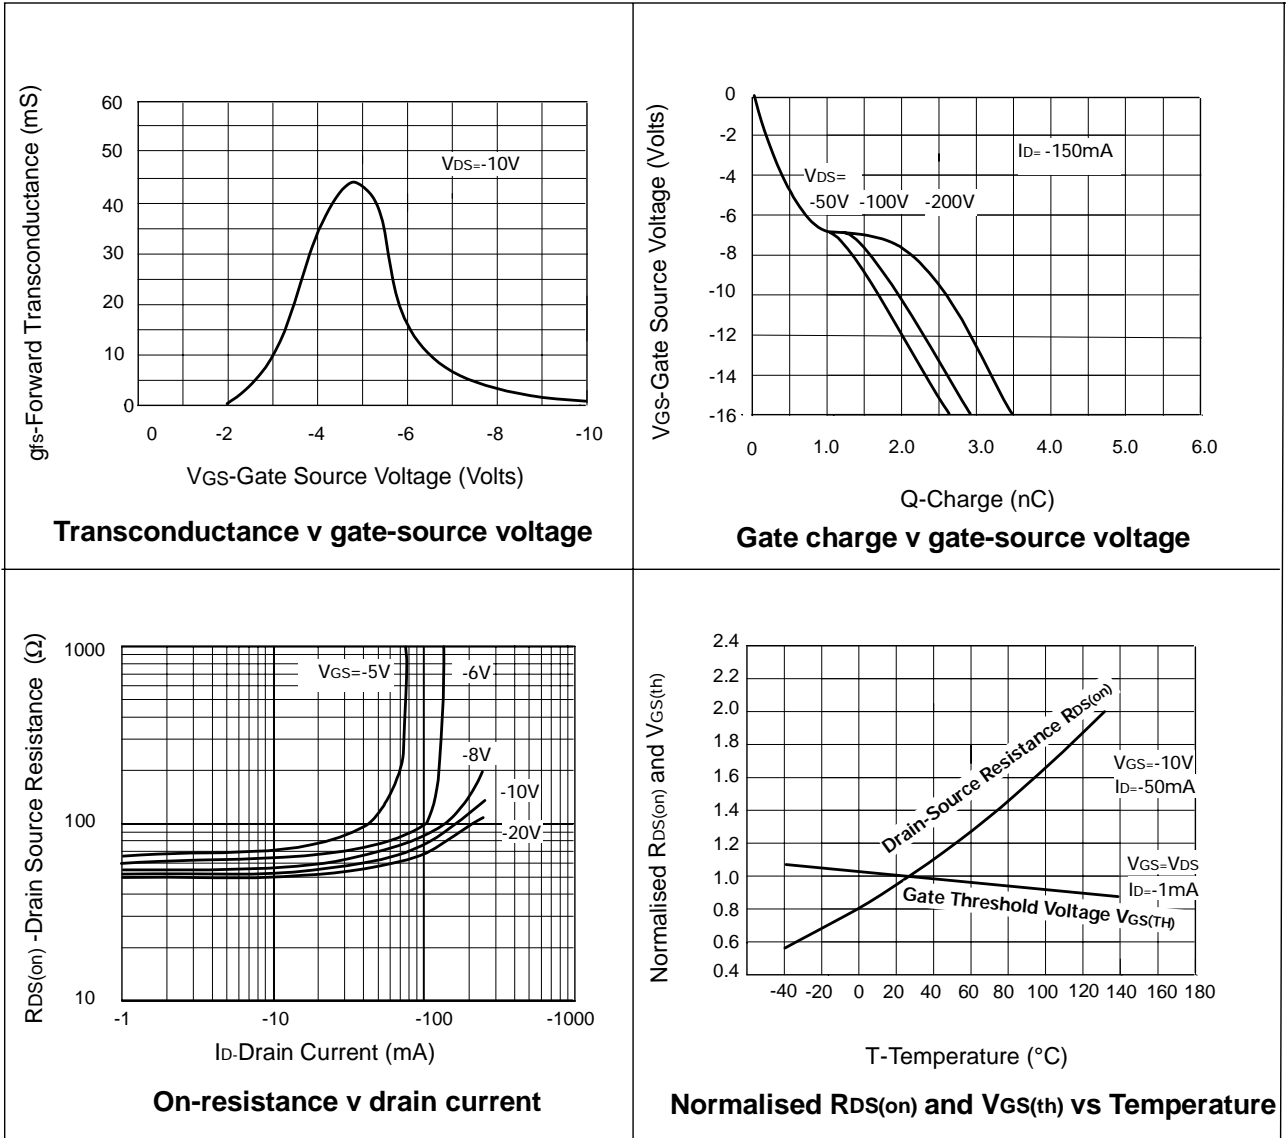 gfs-Forward Transconductance (mS)
60
50
40
30
20
10
0
VDS=-10V
0 -2 -4 -6 -8 -10
VGS-Gate Source Voltage (Volts)
Transconductance v gate-source voltage
VGS-Gate Source Voltage (Volts)
0
-2
-4
-6
-8
-10
-12
-14
-16
ID= -150mA
VDS=
-50V -100V -200V
0 1.0 2.0 3.0 4.0 5.0 6.0
Q-Charge (nC)
Gate charge v gate-source voltage
RDS(on) -Drain Source Resistance (Ω)
1000
100
10
VGS=-5V
-6V
-8V
-10V
-20V
-1 -10 -100 -1000
ID-Drain Current (mA)
On-resistance v drain current
Normalised RDS(on) and VGS(th)
2.4
2.2
2.0
1.8
1.6
1.4
1.2
1.0
0.8
0.6
0.4
Drain-Source Resistance RDS(on)
VGS=-10V
ID=-50mA
VGS=VDS
ID=-1mA
Gate Threshold Voltage VGS(TH)
-40 -20 0 20 40 60 80 100 120 140 160 180
T-Temperature (°C)
Normalised RDS(on) and VGS(th) vs Temperature